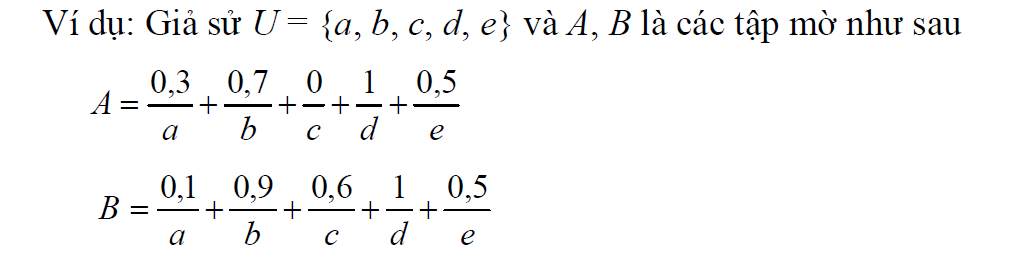 Ví dụ: Giả sử U = {a, b, c, d, e} và A, B là các tập mờ như sau
A = 0,3/a + 0,7/b + 0/c + 1/d + 0,5/e
B = 0,1/a + 0,9/b + 0,6/c + 1/d + 0,5/e